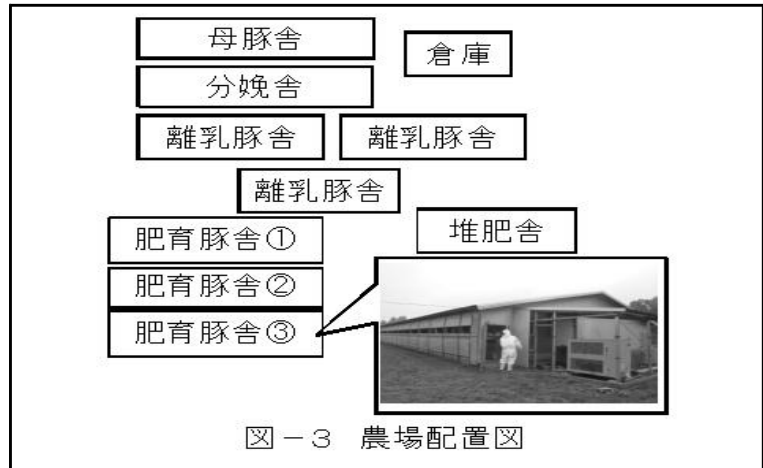 母豚舎
倉庫
分娩舎
離乳豚舎 離乳豚舎
離乳豚舎
肥育豚舎①
堆肥舎
肥育豚舎②
肥育豚舎③
図－３ 農場配置図